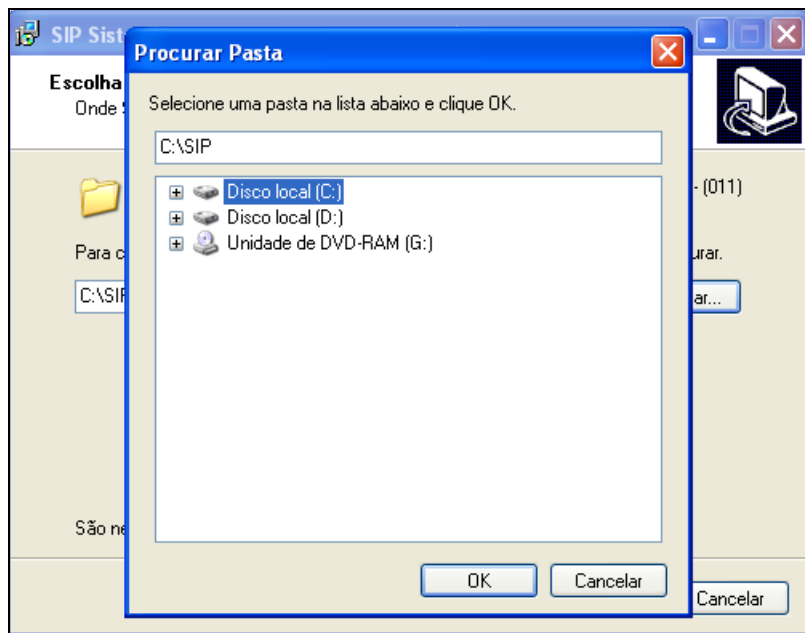 SIP Sist
Procurar Pasta
Escolha
Onde
Selecione uma pasta na lista abaixo e clique OK.
C:\SIP
Disco local (C:)
- (011)
Disco local (D:)
Unidade de DVD-RAM (G:)
Para c
urar.
C:\SIF
ar...
São ne
OK
Cancelar
Cancelar